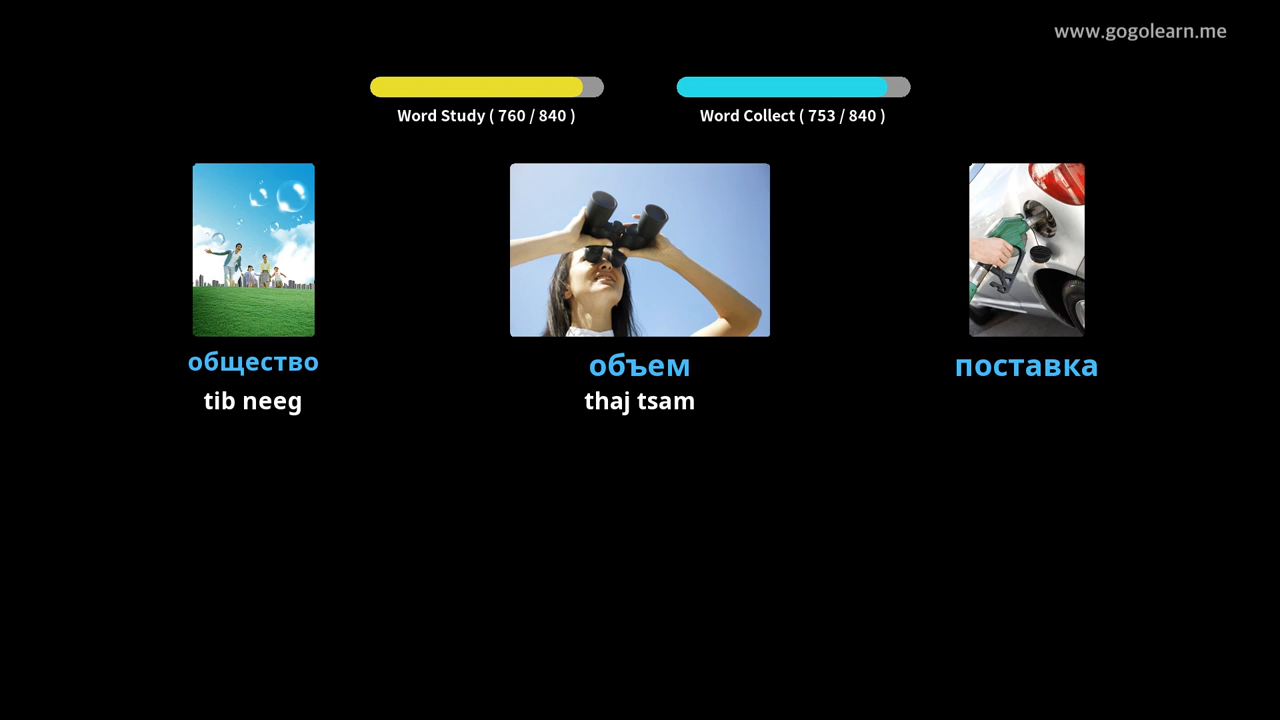 www.gogolearn.me
Word Study ( 760 / 840 )
Word Collect ( 753 / 840 )
общество
объем
поставка
tib neeg
thaj tsam